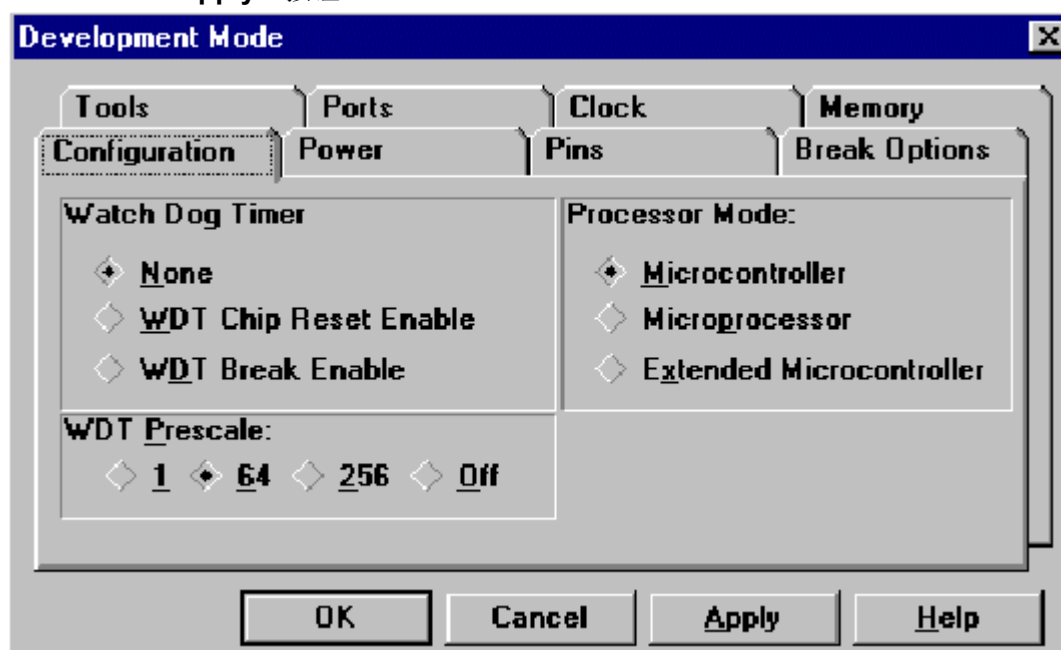 Apply
Development Mode
Tools Ports Clock Memory
Configuration Power Pins Break Options
Watch Dog Timer
None
WDT Chip Reset Enable
WDT Break Enable
Processor Mode:
Microcontroller
Microprocessor
Extended Microcontroller
WDT Prescale:
1 64 256 Off
OK Cancel Apply Help